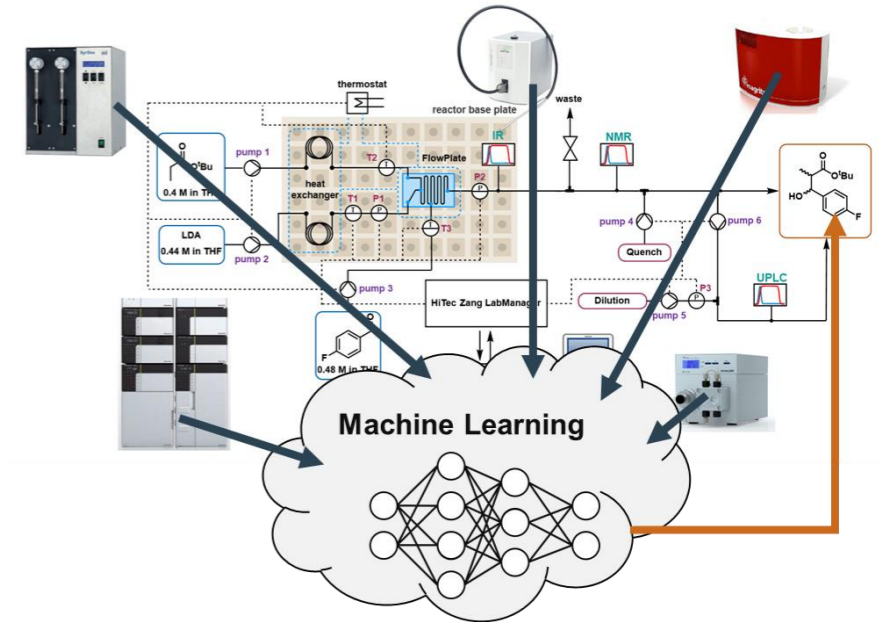 thermostat
reactor base plate
waste
IR
NMR
pump 1
T2
FlowPlate
P2
O
OᵗBu
0.4 M in THF
heat
exchanger
T1
P1
T3
pump 4
pump 6
O
OᵗBu
HO
F
LDA
0.44 M in THF
pump 2
Quench
pump 3
HiTec Zang LabManager
Dilution
P3
pump 5
UPLC
O
F
0.48 M in THF
T
T
T
P
P
P
Machine Learning